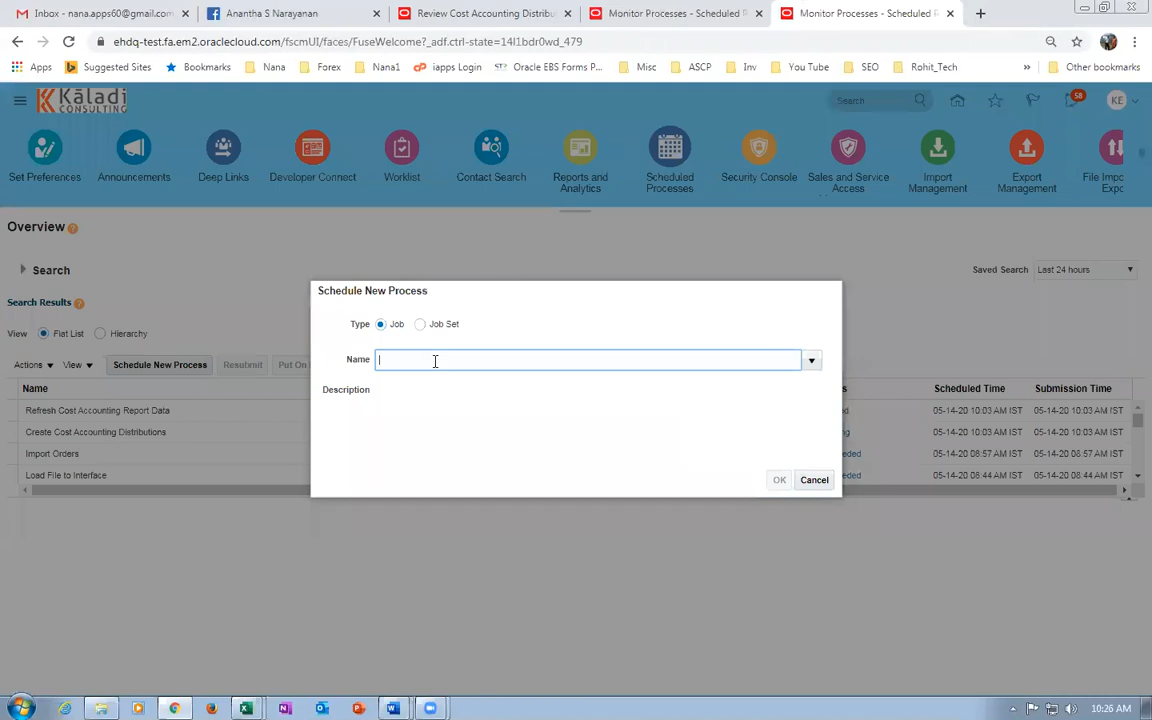 Inbox - nana.apps60@gmail.com
Anantha S Narayanan
Review Cost Accounting Distribu
Monitor Processes - Scheduled P
Monitor Processes - Scheduled P
ehdq-test.fa.em2.oraclecloud.com/fscmUI/faces/FuseWelcome?_adf.ctrl-state=14l1bdr0wd_479
Apps Suggested Sites Bookmarks Nana Forex Nana1 iapps Login Oracle EBS Forms P... Misc ASCP Inv You Tube SEO Rohit_Tech » Other bookmarks
Kāladi
CONSULTING
Search
58
KE
Set Preferences
Announcements
Deep Links
Developer Connect
Worklist
Contact Search
Reports and
Analytics
Scheduled
Processes
Security Console
Sales and Service
Access
Import
Management
Export
Management
File Impo
Expo
Overview
Search
Saved Search Last 24 hours
Search Results
View Flat List Hierarchy
Actions View Schedule New Process Resubmit Put On
Name Scheduled Time Submission Time
Refresh Cost Accounting Report Data 05-14-20 10:03 AM IST 05-14-20 10:03 AM IST
Create Cost Accounting Distributions 05-14-20 10:03 AM IST 05-14-20 10:03 AM IST
Import Orders eeded 05-14-20 08:57 AM IST 05-14-20 08:57 AM IST
Load File to Interface eeded 05-14-20 08:44 AM IST 05-14-20 08:44 AM IST
Schedule New Process
Type Job Job Set
Name
Description
OK Cancel
10:26 AM